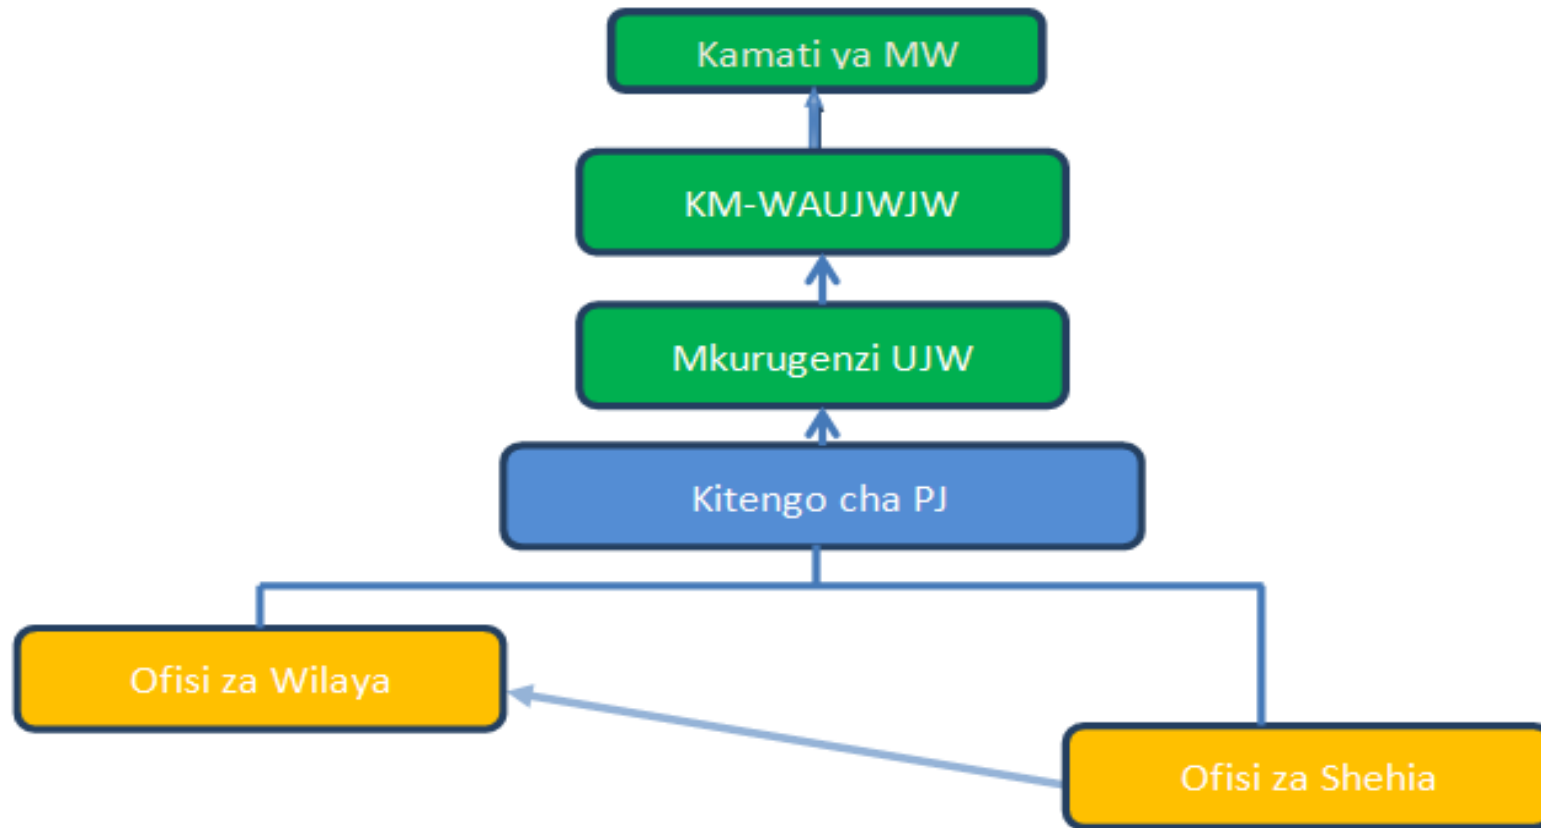 Kamati ya MW
KM-WAUJWJW
Mkurugenzi UJW
Kitengo cha PJ
Ofisi za Wilaya
Ofisi za Shehia